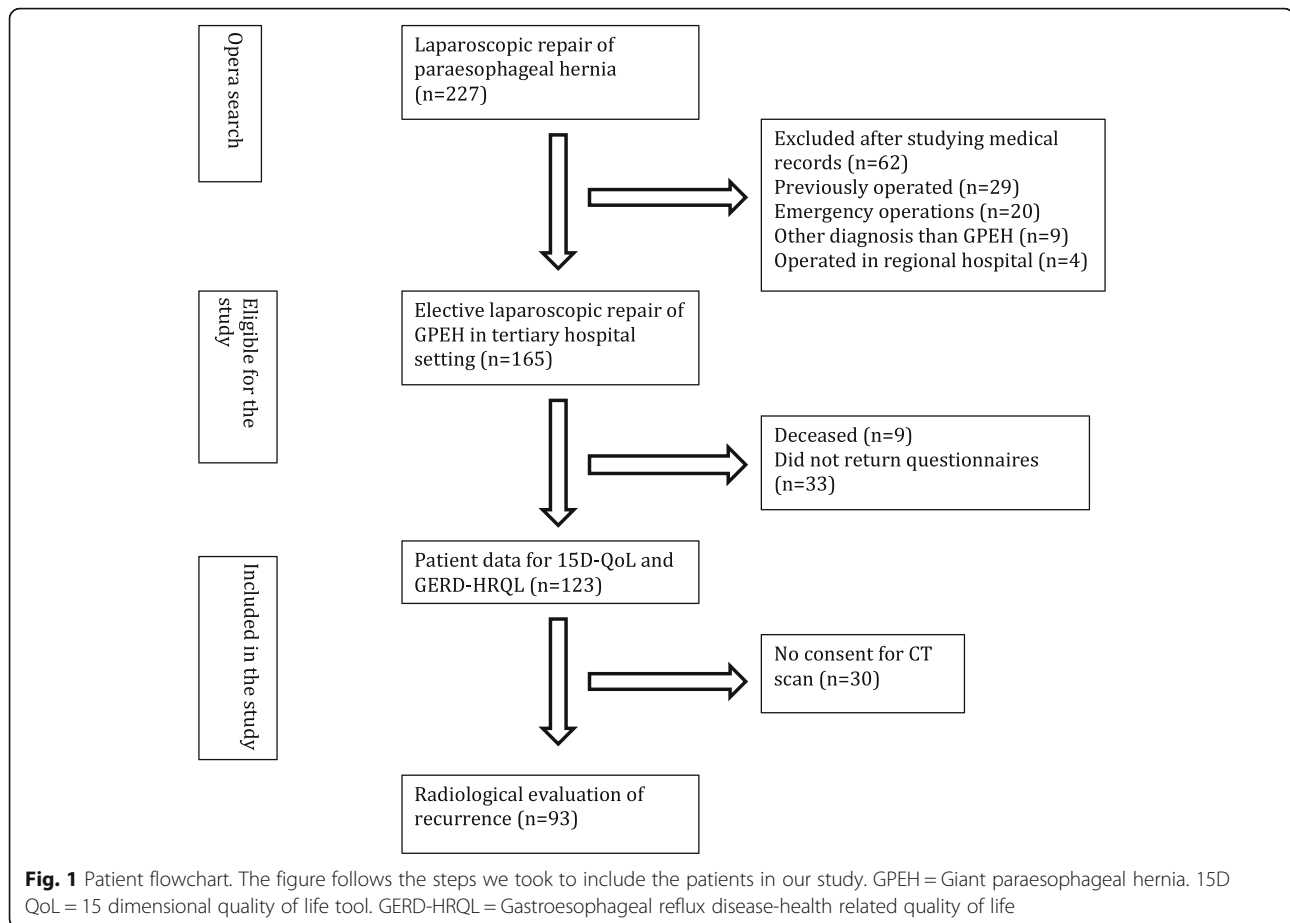 Opera search
Laparoscopic repair of
paraesophageal hernia
(n=227)
Excluded after studying medical
records (n=62)
Previously operated (n=29)
Emergency operations (n=20)
Other diagnosis than GPEH (n=9)
Operated in regional hospital (n=4)
Eligible for the
study
Elective laparoscopic repair of
GPEH in tertiary hospital
setting (n=165)
Deceased (n=9)
Did not return questionnaires
(n=33)
Included in the study
Patient data for 15D-QoL and
GERD-HRQL (n=123)
No consent for CT
scan (n=30)
Radiological evaluation of
recurrence (n=93)
Fig. 1 Patient flowchart. The figure follows the steps we took to include the patients in our study. GPEH = Giant paraesophageal hernia. 15D
QoL = 15 dimensional quality of life tool. GERD-HRQL = Gastroesophageal reflux disease-health related quality of life